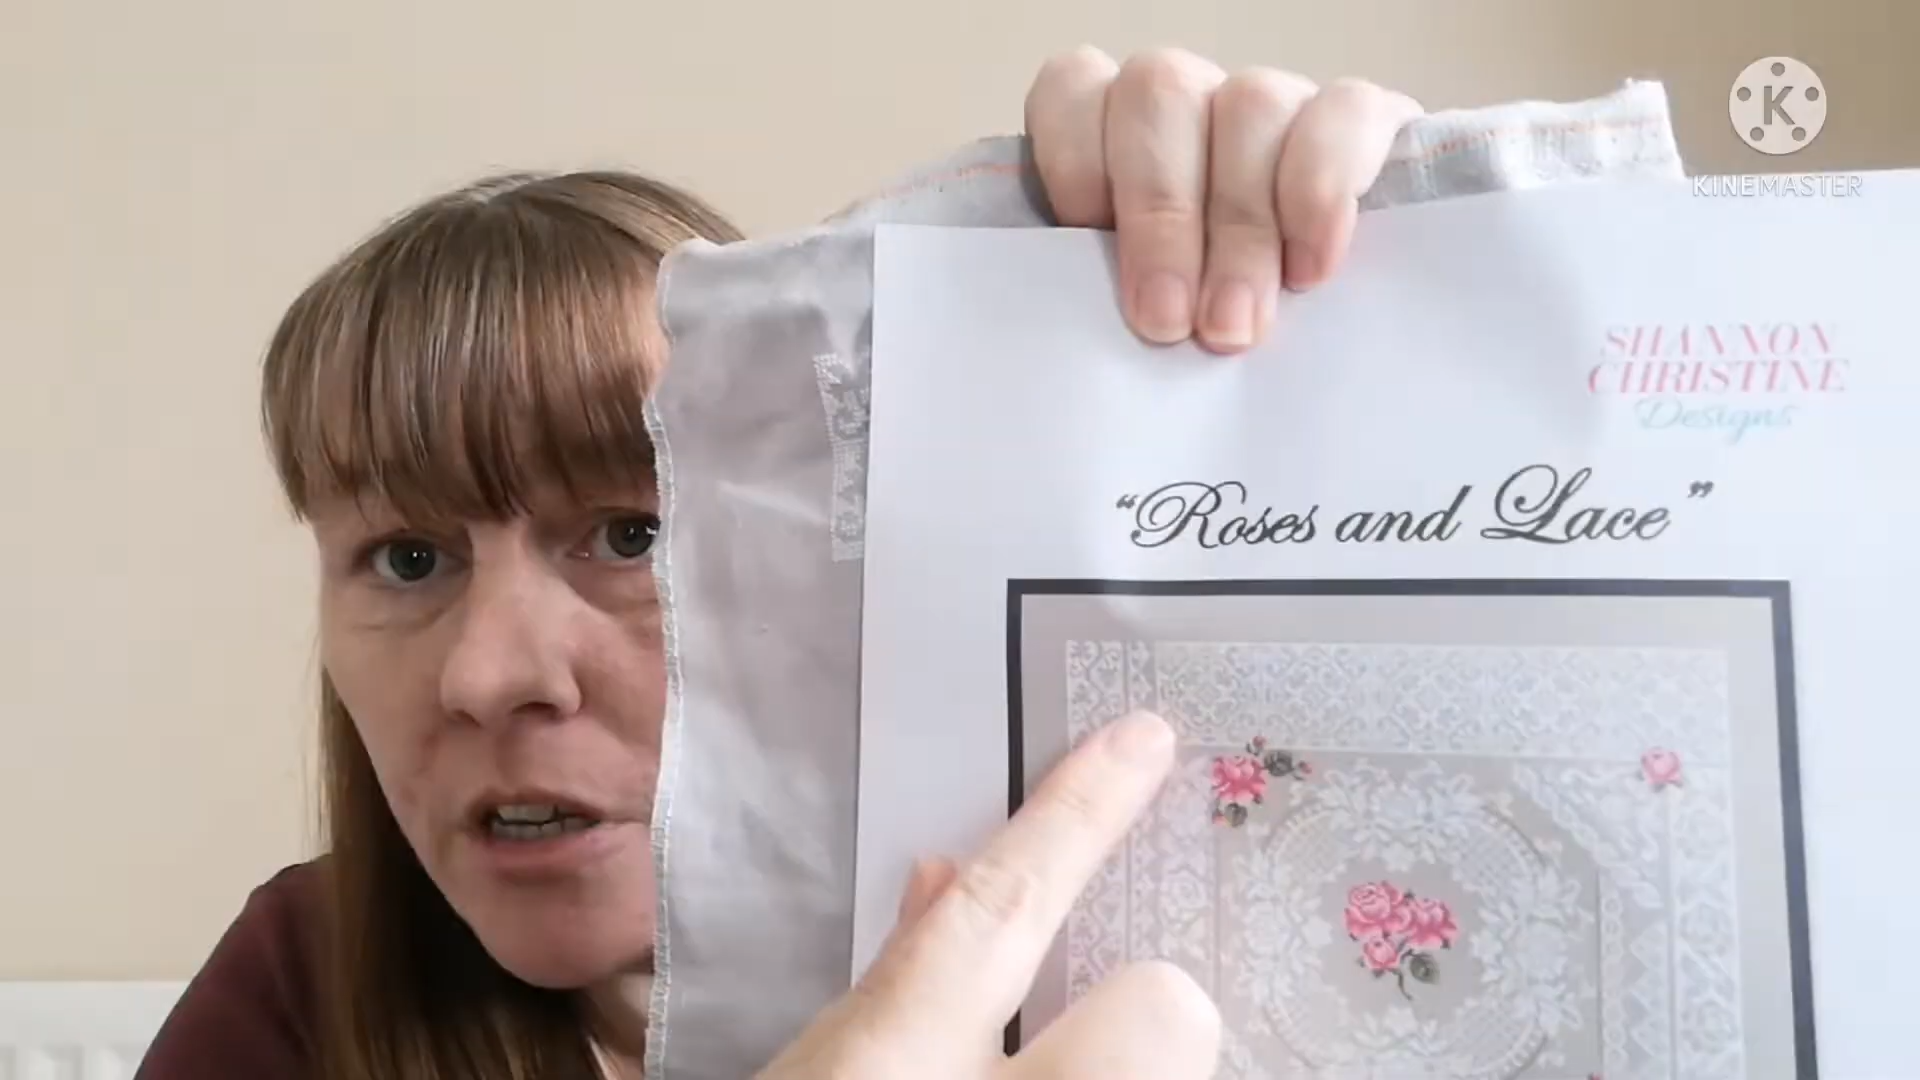 K
KINEMASTER
SHANNON
CHRISTINE
Designs
“Roses and Lace”